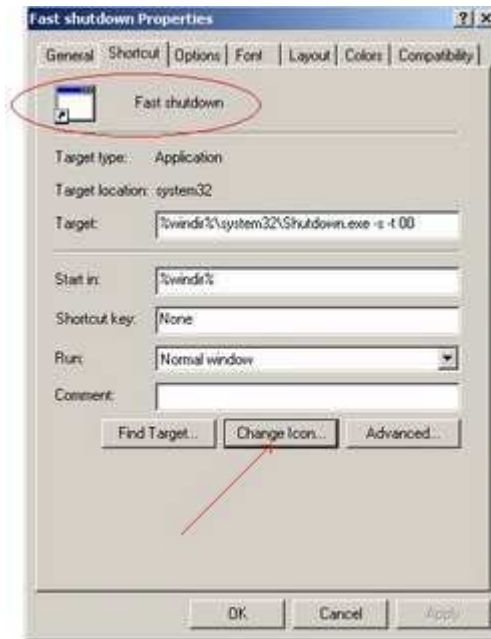 Fast shutdown Properties
General Shortcut Options Font Layout Colors Compatibility
Fast shutdown
Target type: Application
Target location: system32
Target: %windir%\system32\Shutdown.exe -s -t 00
Start in: %windir%
Shortcut key: None
Run: Normal window
Comment:
Find Target... Change Icon... Advanced...
OK Cancel Apply